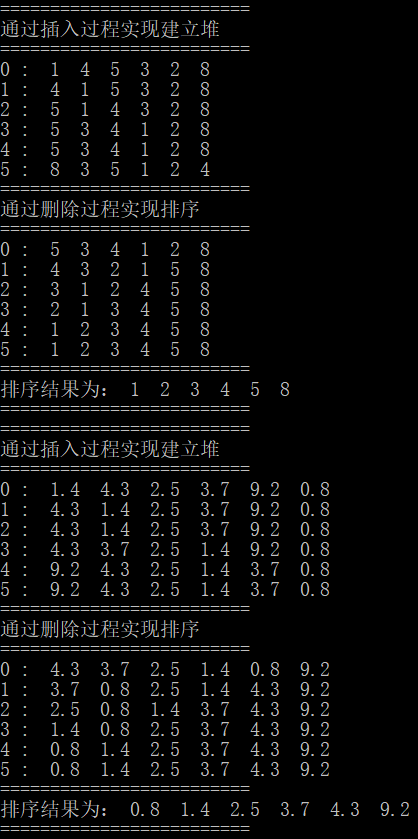 =========================
通过插入过程实现建立堆
=========================
0 :  1  4  5  3  2  8
1 :  4  1  5  3  2  8
2 :  5  1  4  3  2  8
3 :  5  3  4  1  2  8
4 :  5  3  4  1  2  8
5 :  8  3  5  1  2  4
=========================
通过删除过程实现排序
=========================
0 :  5  3  4  1  2  8
1 :  4  3  2  1  5  8
2 :  3  1  2  4  5  8
3 :  2  1  3  4  5  8
4 :  1  2  3  4  5  8
5 :  1  2  3  4  5  8
=========================
排序结果为:  1  2  3  4  5  8
=========================
=========================
通过插入过程实现建立堆
=========================
0 :  1.4  4.3  2.5  3.7  9.2  0.8
1 :  4.3  1.4  2.5  3.7  9.2  0.8
2 :  4.3  1.4  2.5  3.7  9.2  0.8
3 :  4.3  3.7  2.5  1.4  9.2  0.8
4 :  9.2  4.3  2.5  1.4  3.7  0.8
5 :  9.2  4.3  2.5  1.4  3.7  0.8
=========================
通过删除过程实现排序
=========================
0 :  4.3  3.7  2.5  1.4  0.8  9.2
1 :  3.7  0.8  2.5  1.4  4.3  9.2
2 :  2.5  0.8  1.4  3.7  4.3  9.2
3 :  1.4  0.8  2.5  3.7  4.3  9.2
4 :  0.8  1.4  2.5  3.7  4.3  9.2
5 :  0.8  1.4  2.5  3.7  4.3  9.2
=========================
排序结果为:  0.8  1.4  2.5  3.7  4.3  9.2
=========================